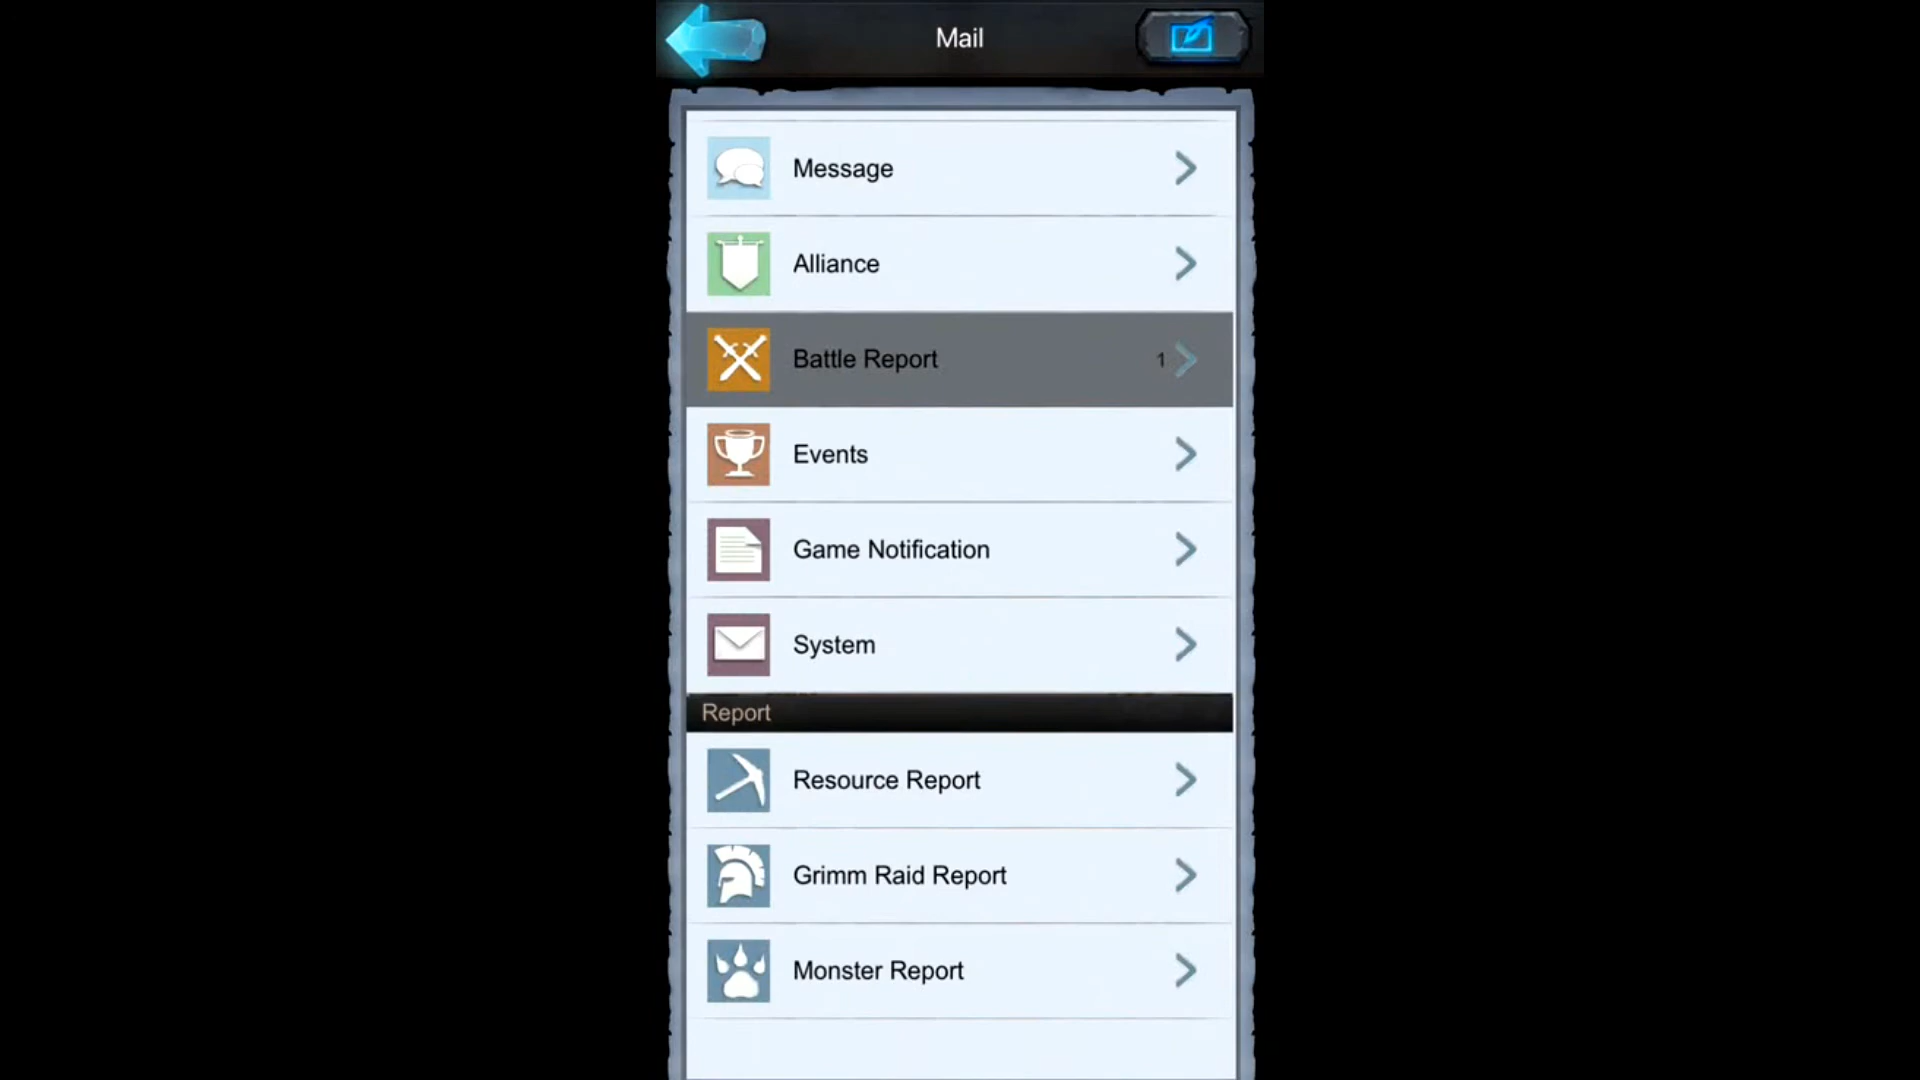 Mail
Message
Alliance
Battle Report 1
Events
Game Notification
System
Report
Resource Report
Grimm Raid Report
Monster Report